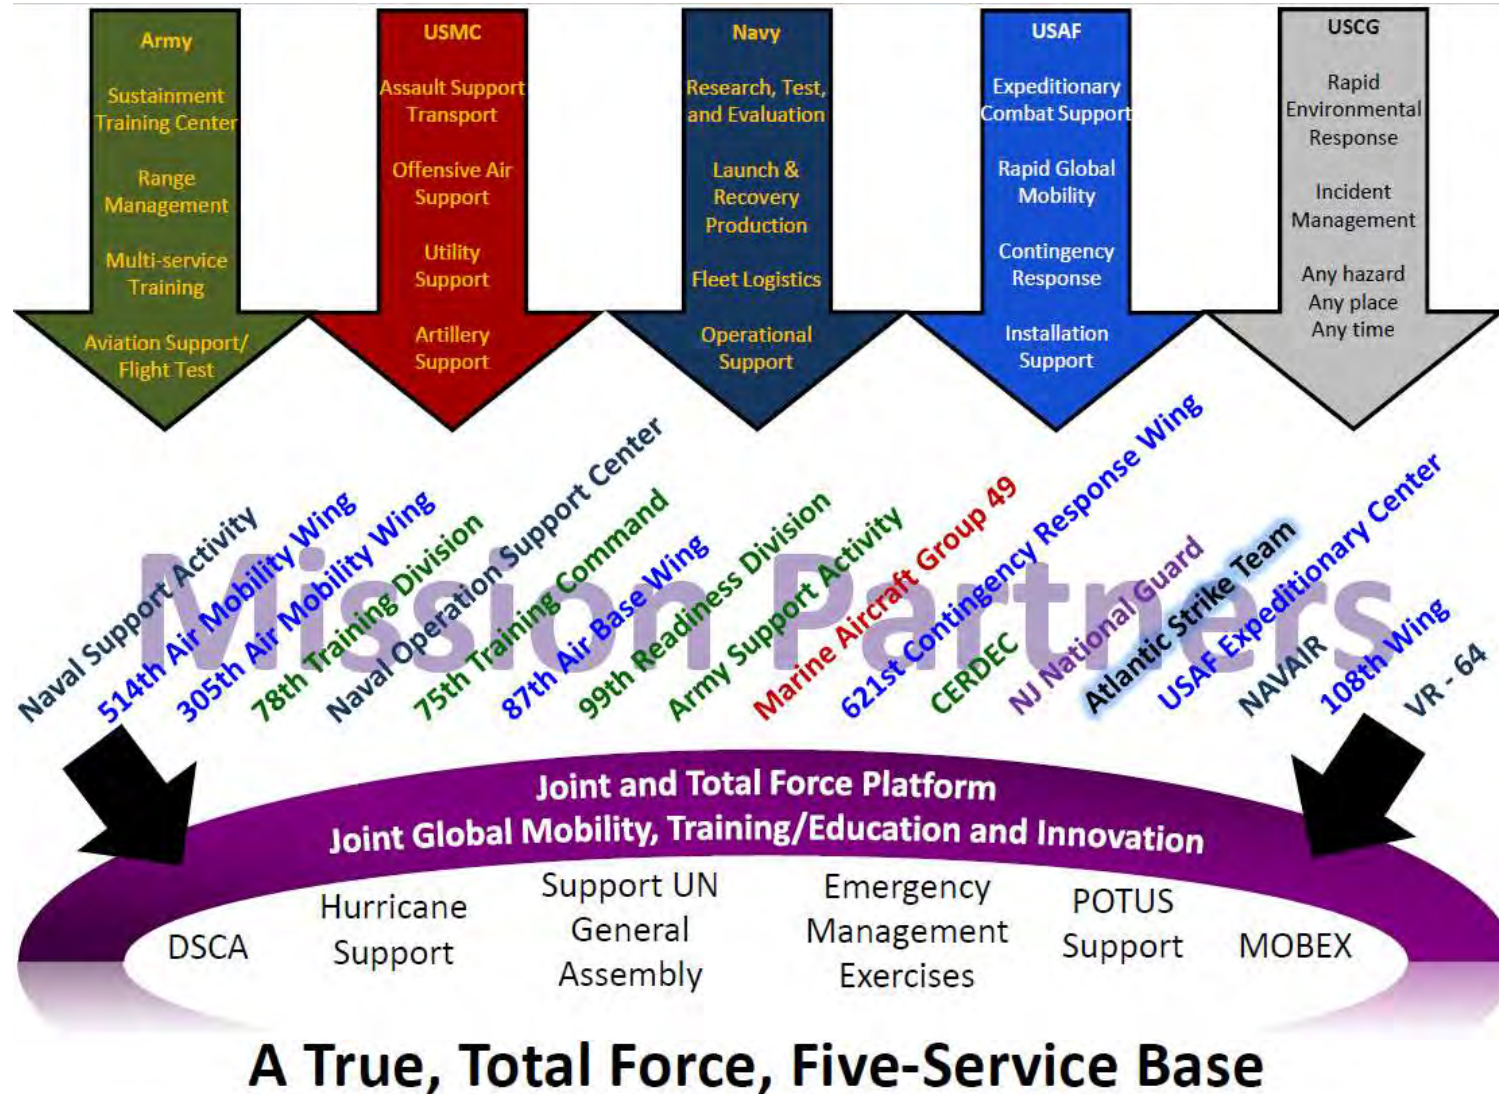 Army
Sustainment
Training Center
Range
Management
Multi-service
Training
Aviation Support/
Flight Test
USMC
Assault Support
Transport
Offensive Air
Support
Utility
Support
Artillery
Support
Navy
Research, Test,
and Evaluation
Launch &
Recovery
Production
Fleet Logistics
Operational
Support
USAF
Expeditionary
Combat Support
Rapid Global
Mobility
Contingency
Response
Installation
Support
USCG
Rapid
Environmental
Response
Incident
Management
Any hazard
Any place
Any time
Mission Partners
Naval Support Activity
514th Air Mobility Wing
305th Air Mobility Wing
78th Training Division
Naval Operation Support Center
75th Training Command
87th Air Base Wing
99th Readiness Division
Army Support Activity
Marine Aircraft Group 49
621st Contingency Response Wing
CERDEC
NJ National Guard
Atlantic Strike Team
USAF Expeditionary Center
NAVAIR
108th Wing
VR - 64
Joint and Total Force Platform
Joint Global Mobility, Training/Education and Innovation
DSCA
Hurricane
Support
Support UN
General
Assembly
Emergency
Management
Exercises
POTUS
Support
MOBEX
A True, Total Force, Five-Service Base